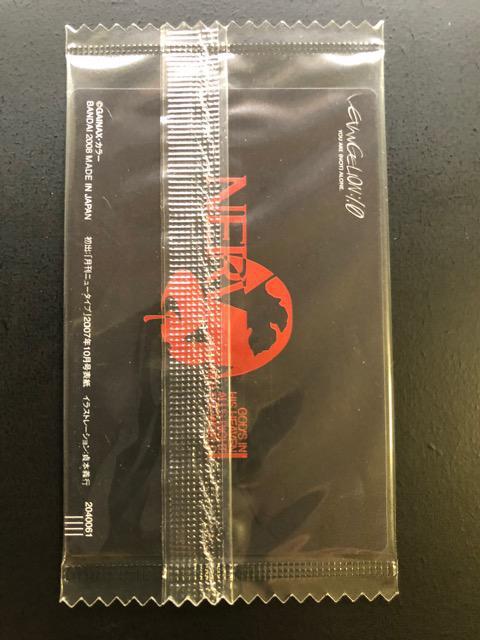 EVANGELION:1.0
YOU ARE (NOT) ALONE.
NERV
GOD'S IN
HIS HEAVEN
©GAINAX・カラー
BANDAI 2008 MADE IN JAPAN
初出:「月刊ニュータイプ」2007年10月号表紙 イラストレーション:貞本義行
2040061